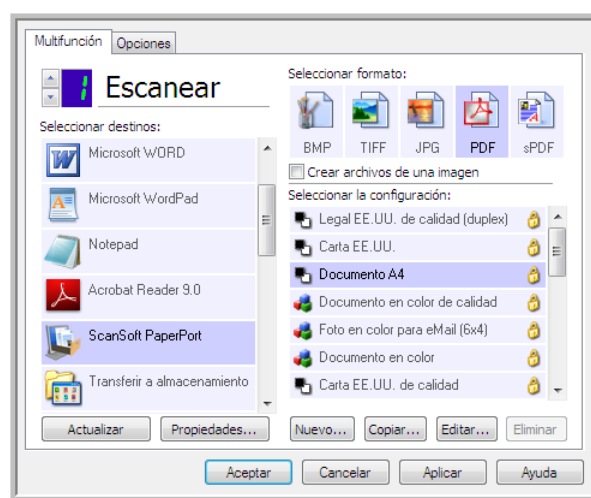 Multifunción
Opciones
1 Escanear
Seleccionar destinos:
Microsoft WORD
Microsoft WordPad
Notepad
Acrobat Reader 9.0
ScanSoft PaperPort
Transferir a almacenamiento
Actualizar
Propiedades...
Seleccionar formato:
BMP TIFF JPG PDF sPDF
Crear archivos de una imagen
Seleccionar la configuración:
Legal EE.UU. de calidad (duplex)
Carta EE.UU.
Documento A4
Documento en color de calidad
Foto en color para eMail (6x4)
Documento en color
Carta EE.UU. de calidad
Nuevo... Copiar... Editar... Eliminar
Aceptar Cancelar Aplicar Ayuda